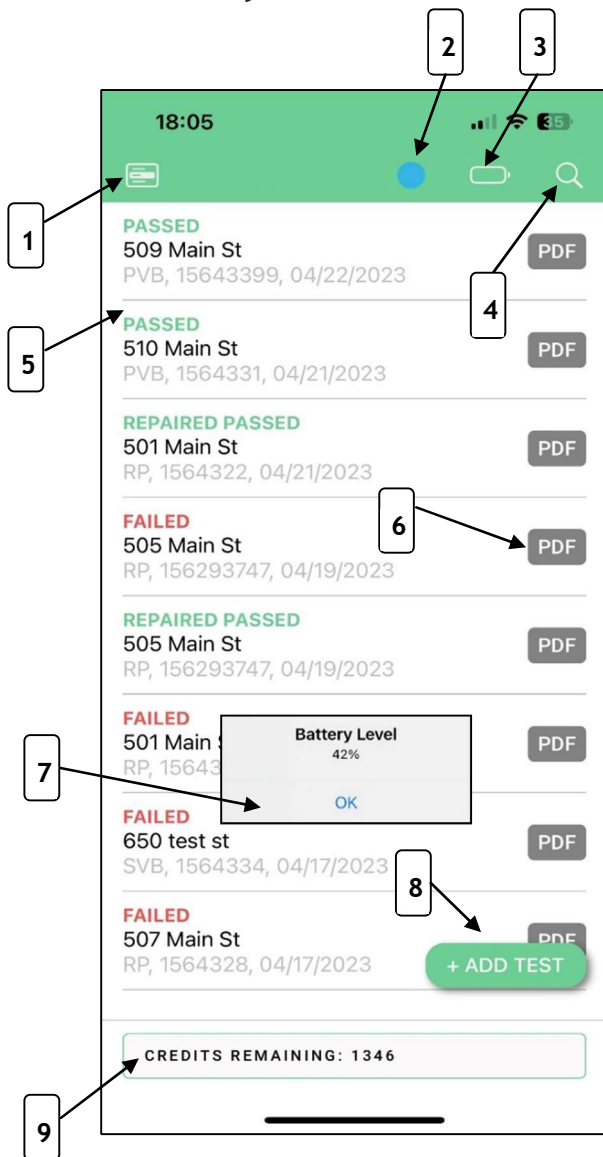 2
3
18:05
35
1
PASSED
509 Main St
PVB, 15643399, 04/22/2023
PDF
4
5
PASSED
510 Main St
PVB, 1564331, 04/21/2023
PDF
REPAIRED PASSED
501 Main St
RP, 1564322, 04/21/2023
PDF
6
FAILED
505 Main St
RP, 156293747, 04/19/2023
PDF
REPAIRED PASSED
505 Main St
RP, 156293747, 04/19/2023
PDF
7
FAILED
501 Main
RP, 15643
PDF
Battery Level
42%
OK
FAILED
650 test st
SVB, 1564334, 04/17/2023
PDF
8
FAILED
507 Main St
RP, 1564328, 04/17/2023
PDF
+ ADD TEST
CREDITS REMAINING: 1346
9